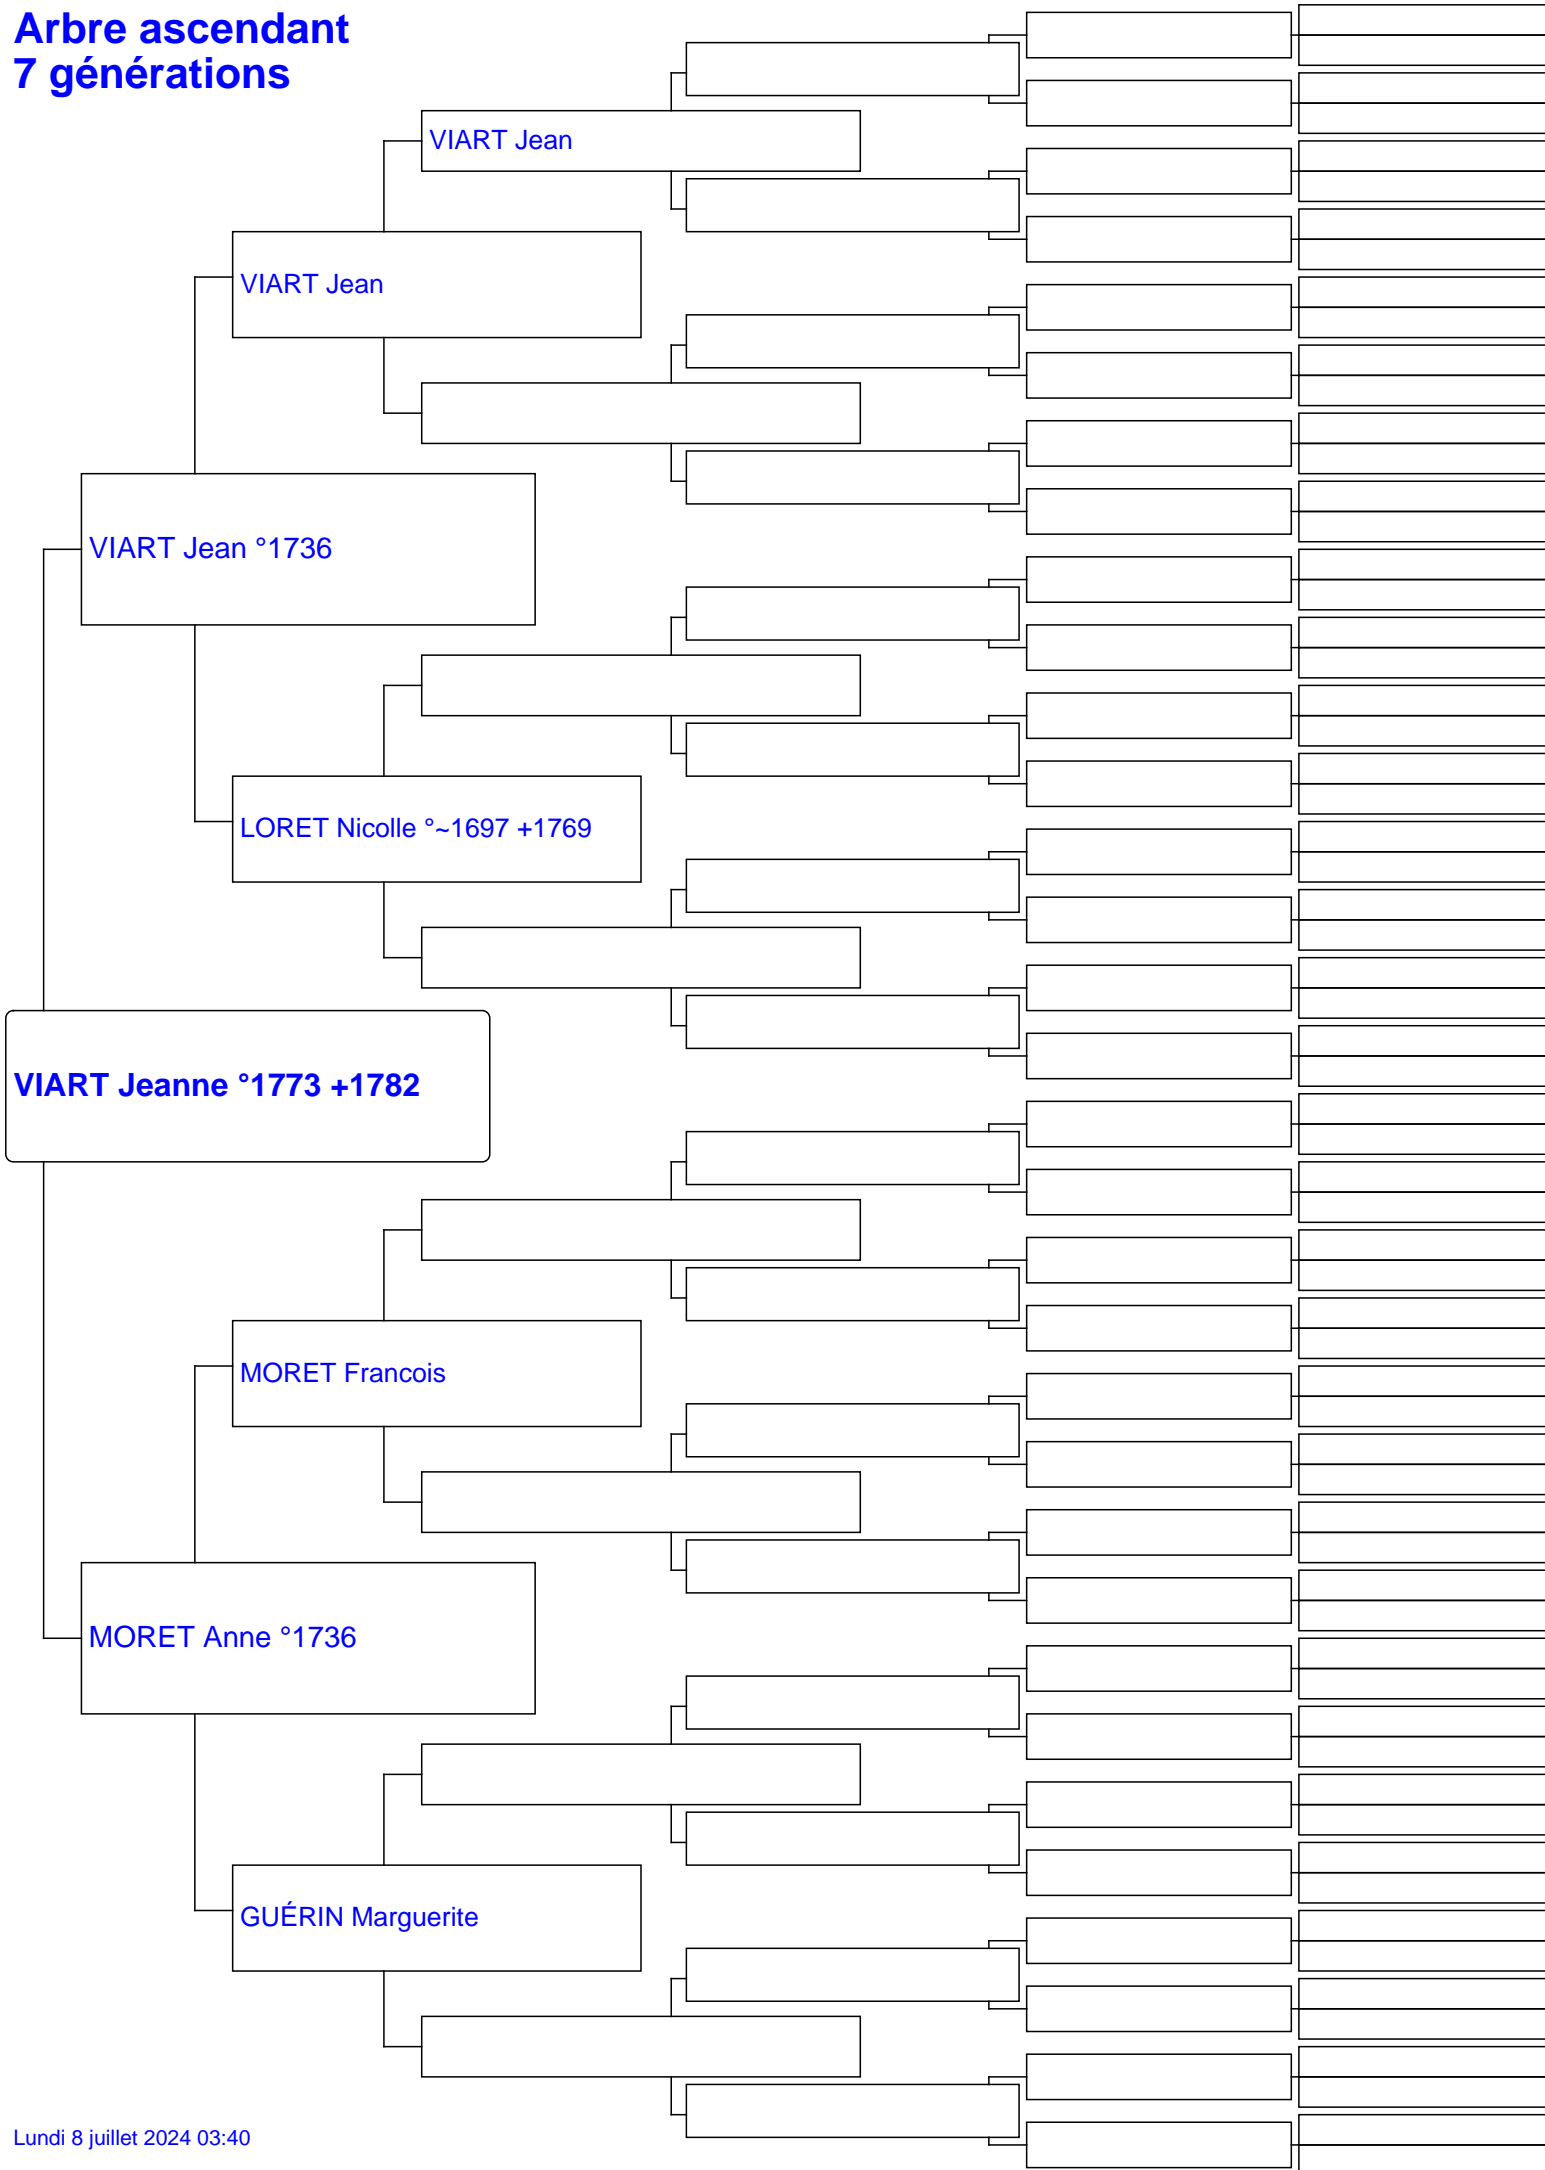 Arbre ascendant
7 générations
VIART Jean
VIART Jean
VIART Jean °1736
LORET Nicolle °~1697 +1769
VIART Jeanne °1773 +1782
MORET Francois
MORET Anne °1736
GUÉRIN Marguerite
Lundi 8 juillet 2024 03:40